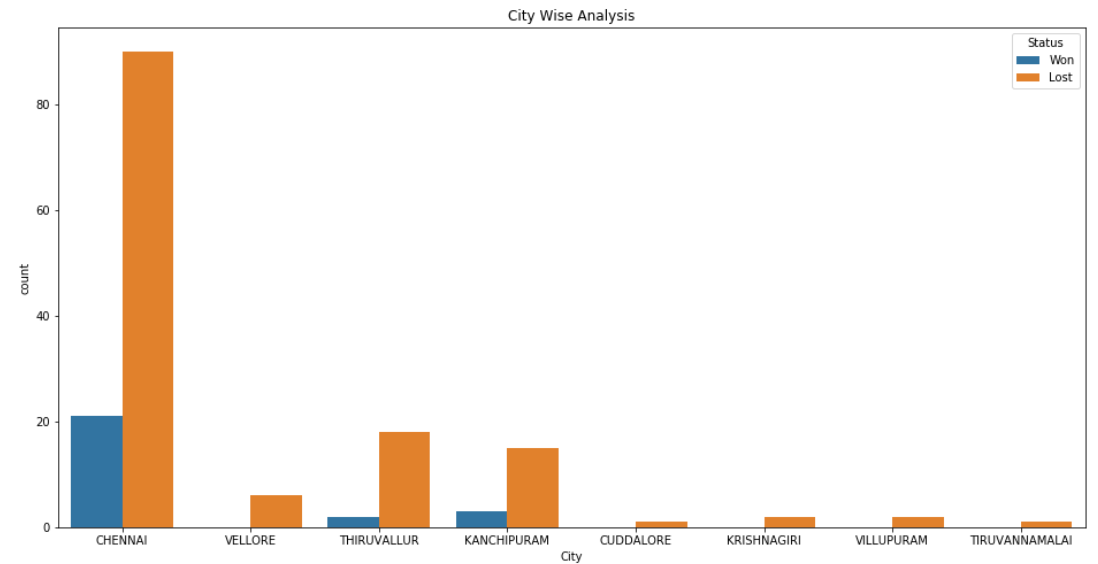 City Wise Analysis
Status
Won
Lost
count
80
60
40
20
0
CHENNAI VELLORE THIRUVALLUR KANCHIPURAM CUDDALORE KRISHNAGIRI VILLUPURAM TIRUVANNAMALAI
City